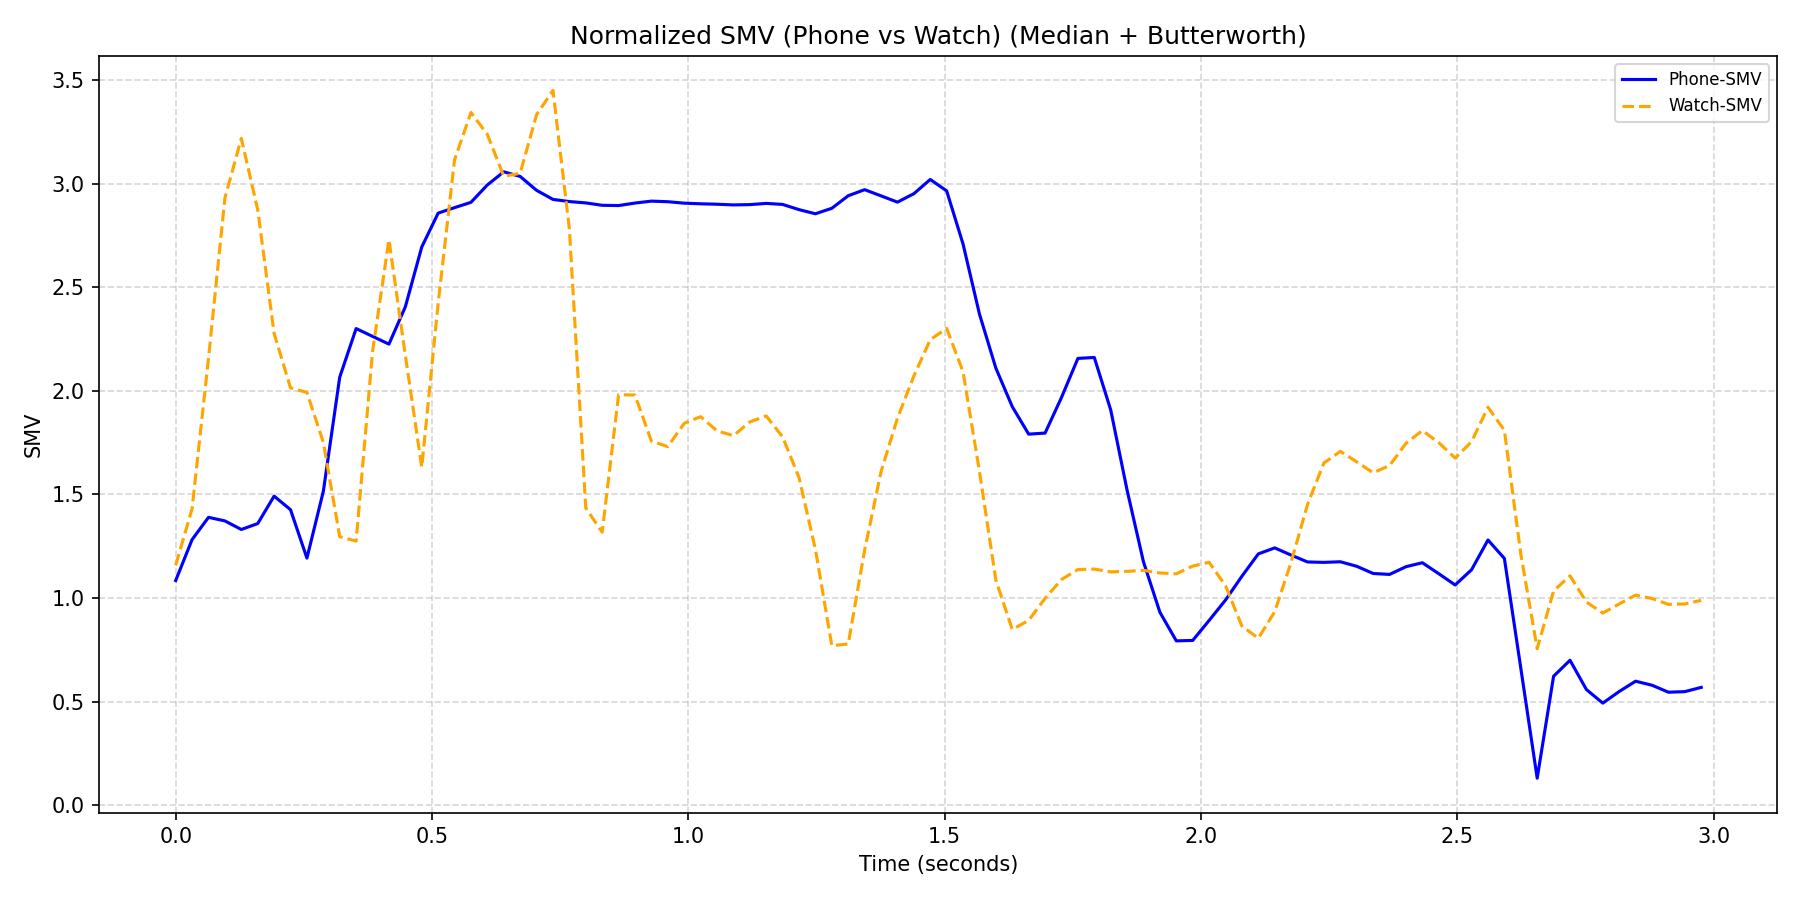 Normalized SMV (Phone vs Watch) (Median + Butterworth)
Phone-SMV
Watch-SMV
SMV
3.5
3.0
2.5
2.0
1.5
1.0
0.5
0.0
0.0 0.5 1.0 1.5 2.0 2.5 3.0
Time (seconds)